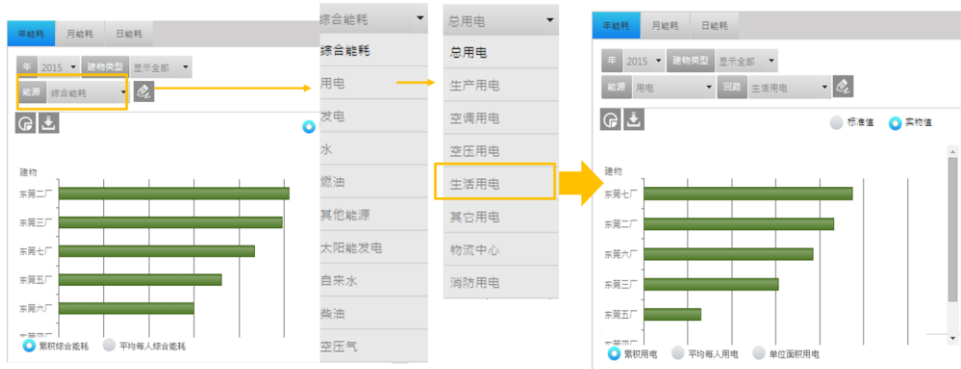 年能耗 月能耗 日能耗
年 2015 建物类型 显示全部
能源 综合能耗
建物
东莞二厂
东莞三厂
东莞七厂
东莞五厂
东莞六厂
累积综合能耗 平均每人综合能耗
综合能耗
综合能耗
用电
发电
水
燃油
其他能源
太阳能发电
自来水
柴油
空压气
总用电
总用电
生产用电
空调用电
空压用电
生活用电
其它用电
物流中心
消防用电
年能耗 月能耗 日能耗
年 2015 建物类型 显示全部
能源 用电 回路 生活用电
标准值 实物值
建物
东莞七厂
东莞二厂
东莞六厂
东莞三厂
东莞五厂
累积用电 平均每人用电 单位面积用电